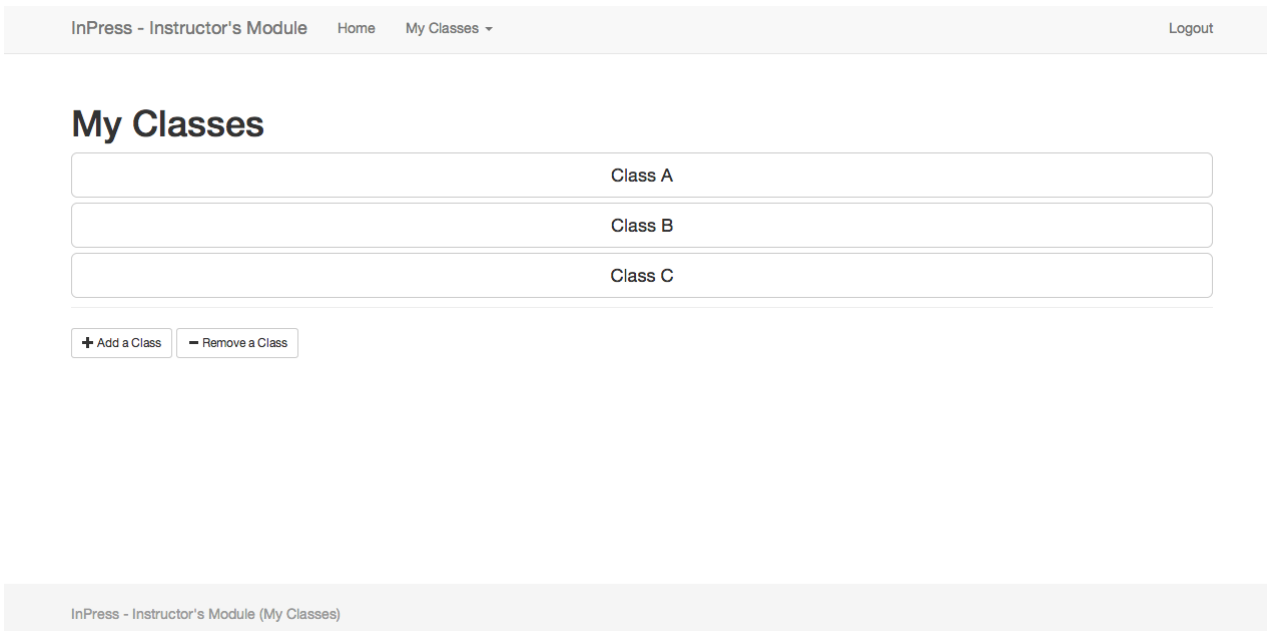 InPress - Instructor's Module Home My Classes Logout
My Classes
Class A
Class B
Class C
Add a Class Remove a Class
InPress - Instructor's Module (My Classes)